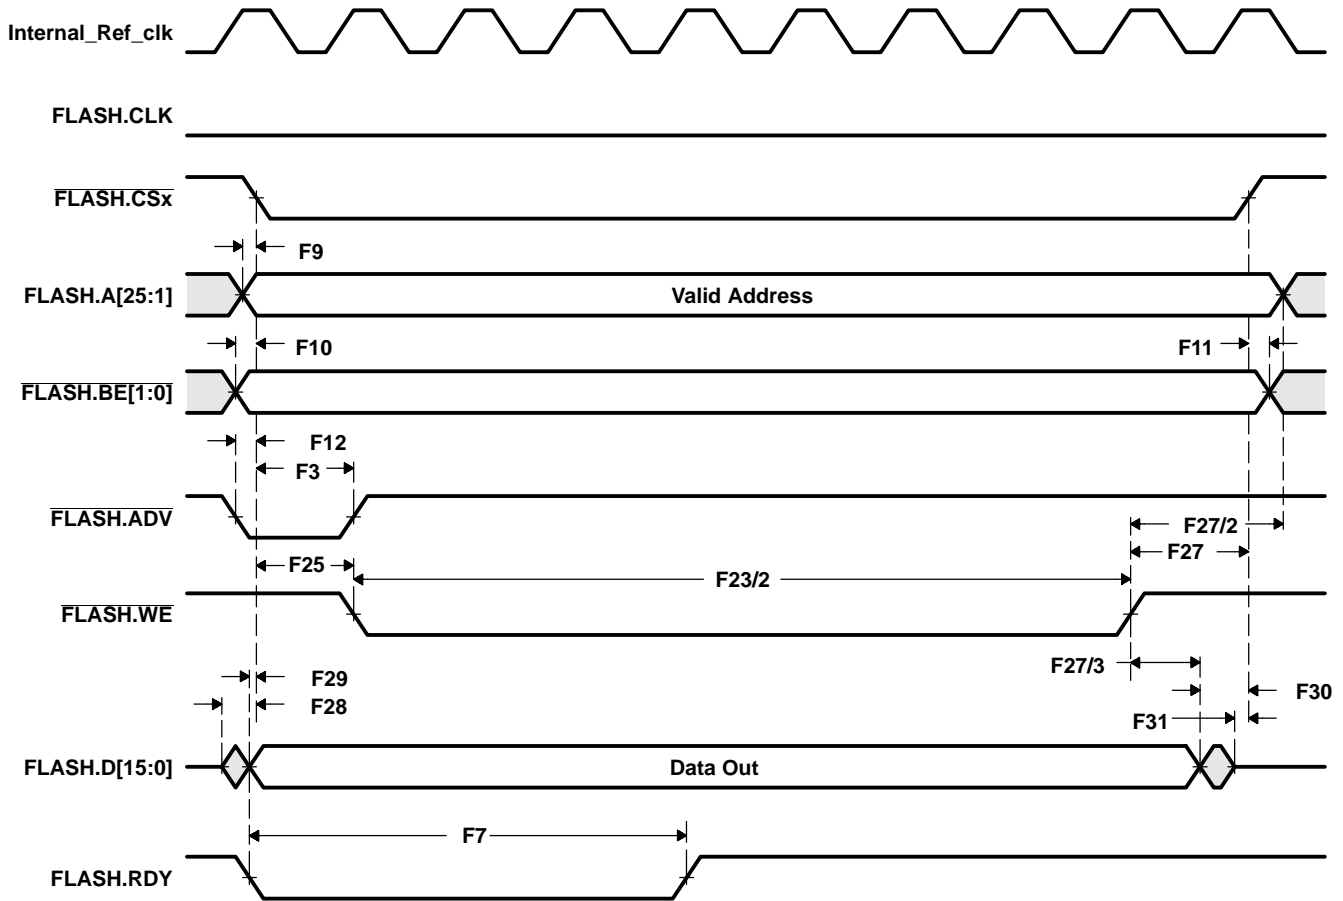 Internal_Ref_clk
FLASH.CLK
FLASH.CSx
F9
FLASH.A[25:1]
Valid Address
F10
F11
FLASH.BE[1:0]
F12
F3
FLASH.ADV
F27/2
F25
F27
F23/2
FLASH.WE
F27/3
F29
F30
F28
F31
FLASH.D[15:0]
Data Out
F7
FLASH.RDY